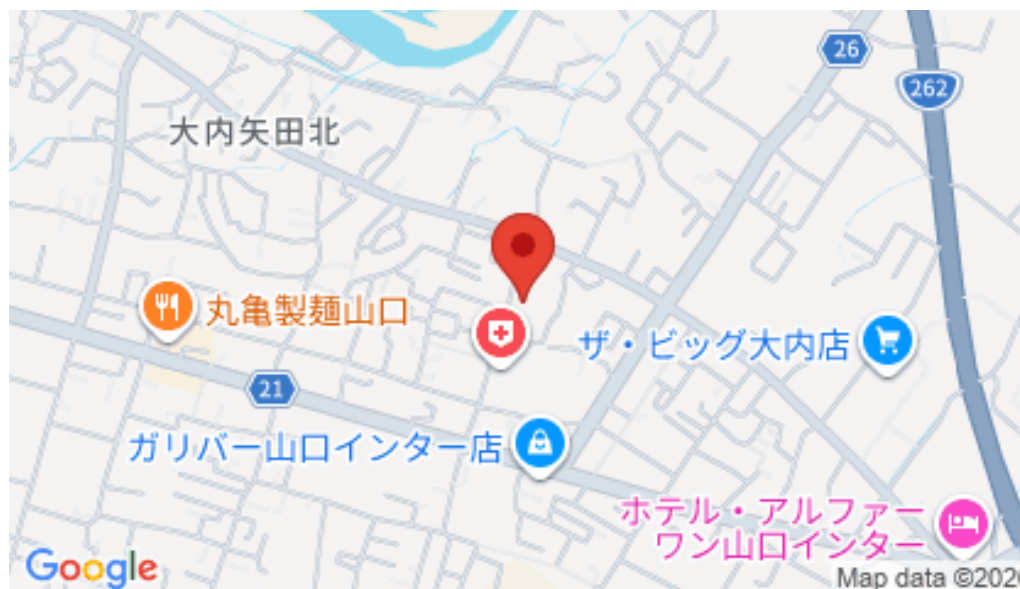 26
262
大内矢田北
丸亀製麺山口
ザ・ビッグ大内店
21
ガリバー山口インター店
ホテル・アルファー
ワン山口インター
Google
Map data ©202